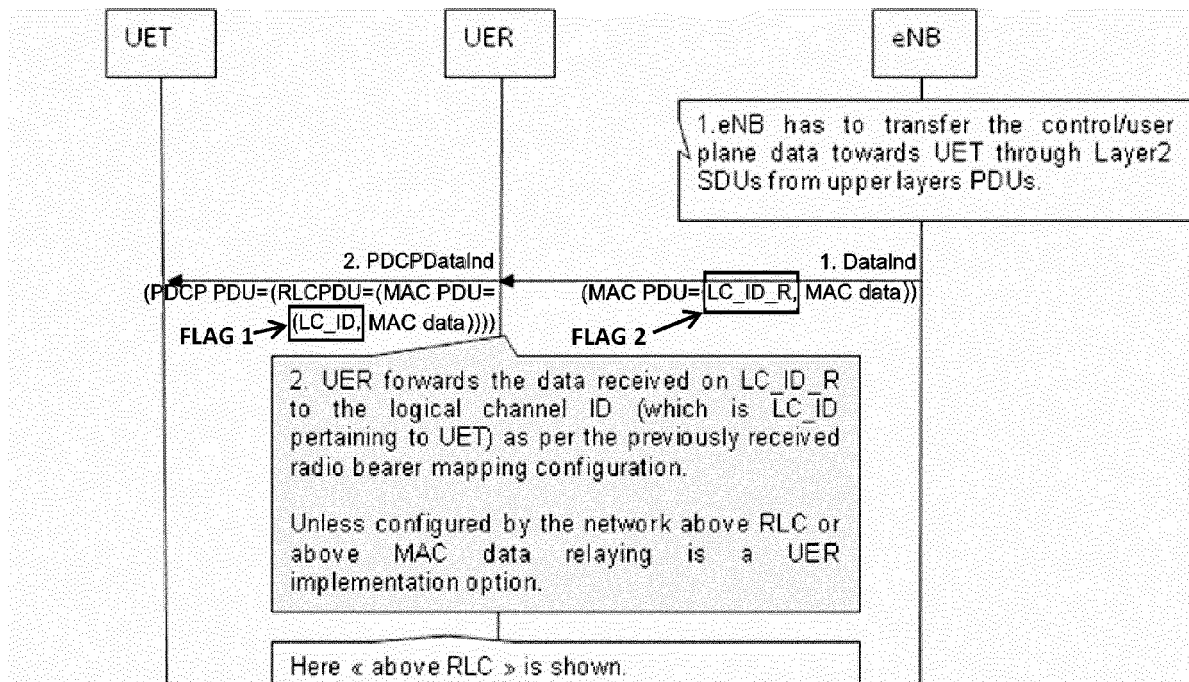 UET
UER
eNB
1.eNB has to transfer the control/user
plane data towards UET through Layer2
SDUs from upper layers PDUs.
2. PDCPDataInd
1. DataInd
(PDCP PDU=(RLCPDU=(MAC PDU=
(MAC PDU= LC_ID_R, MAC data))
(LC_ID, MAC data))))
FLAG 1
FLAG 2
2. UER forwards the data received on LC_ID_R
to the logical channel ID (which is LC_ID
pertaining to UET) as per the previously received
radio bearer mapping configuration.
Unless configured by the network above RLC or
above MAC data relaying is a UER
implementation option.
Here « above RLC » is shown.